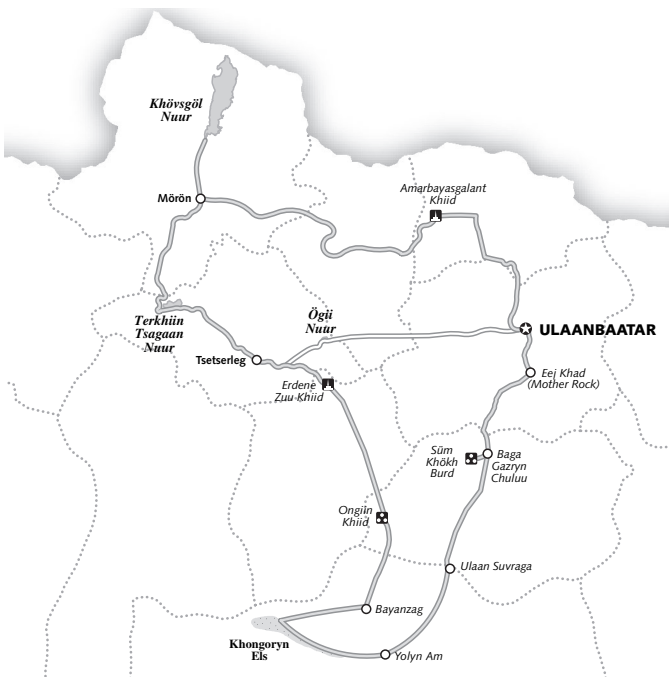 Khövsgöl
Nuur
Mörön
Amarbayasgalant
Khiid
Terkhiin
Tsagaan
Nuur
Ögii
Nuur
ULAANBAATAR
Tsetserleg
Eej Khad
(Mother Rock)
Erdene
Zuu Khiid
Süm
Khökh
Burd
Baga
Gazryn
Chuluu
Ongiin
Khiid
Ulaan Suvraga
Bayanzag
Khongoryn
Els
Yolyn Am